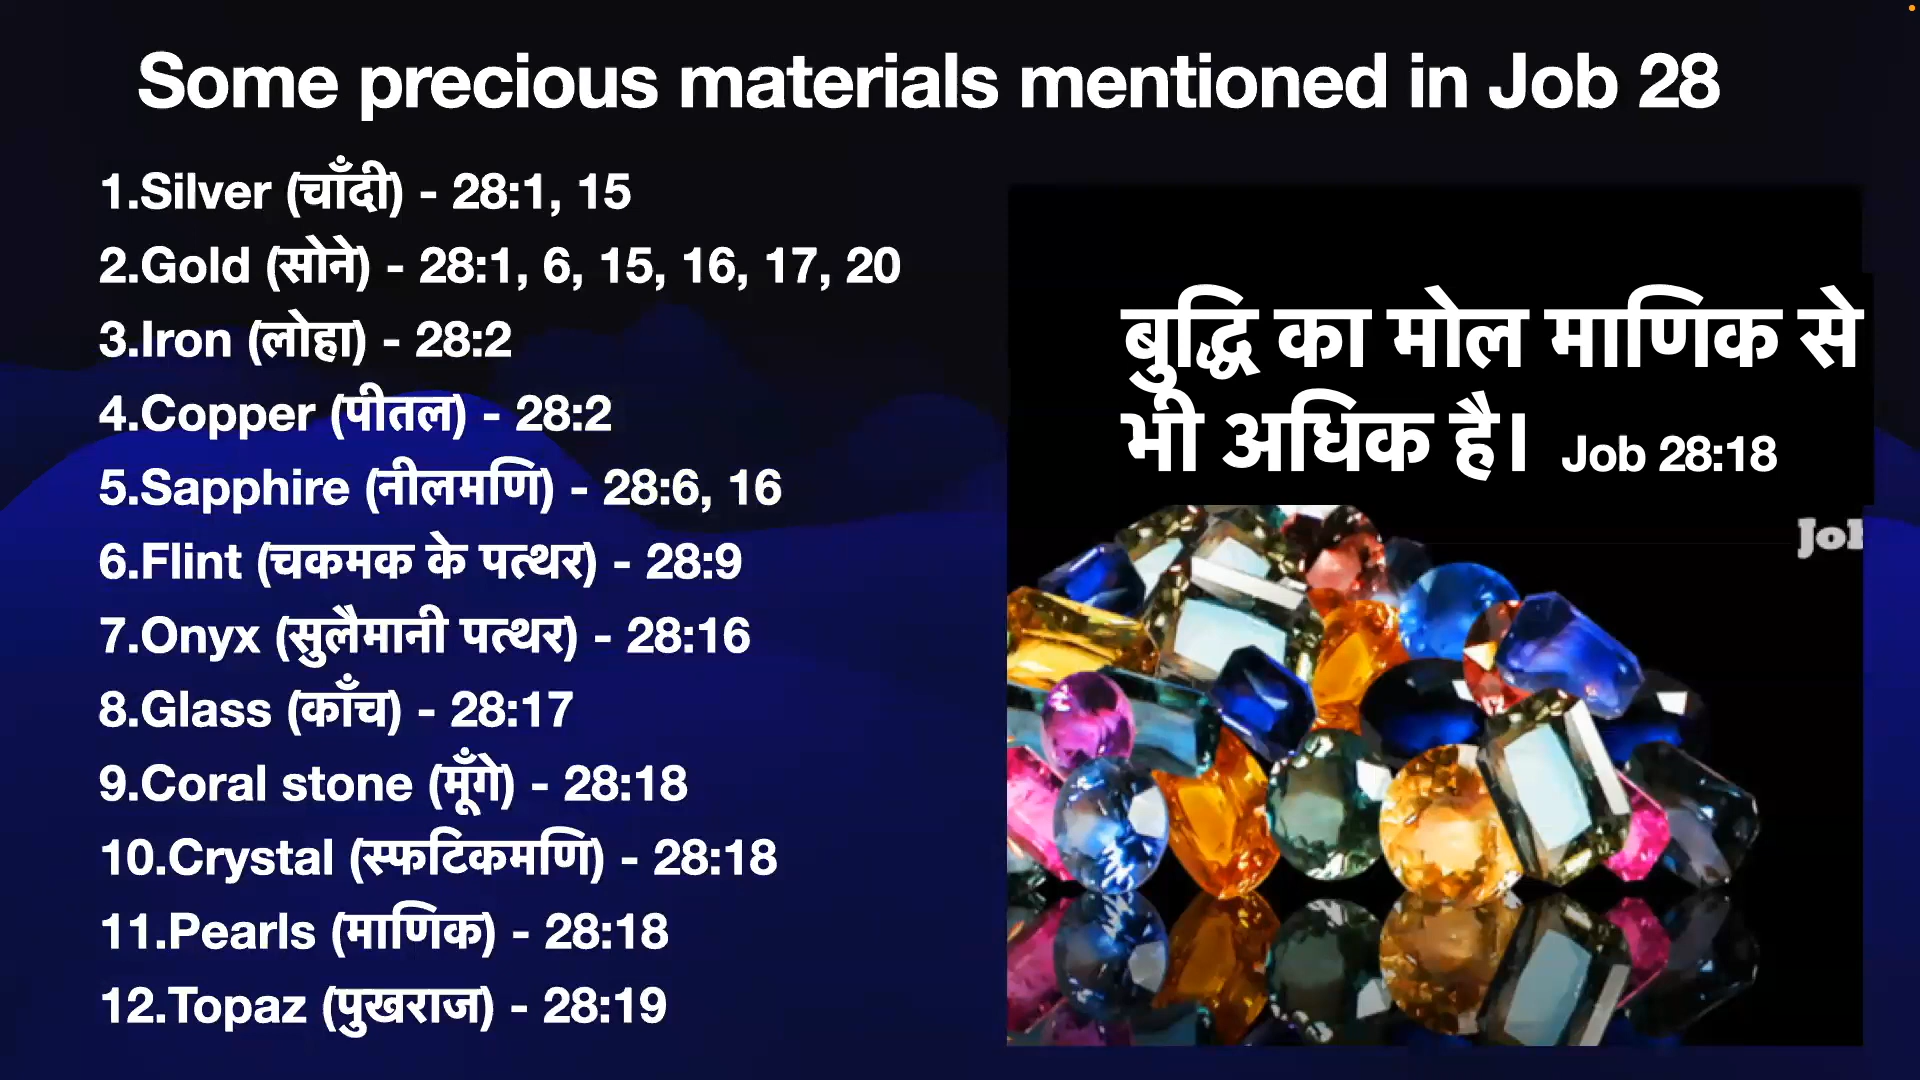 Some precious materials mentioned in Job 28
1.Silver (चाँदी) - 28:1, 15
2.Gold (सोने) - 28:1, 6, 15, 16, 17, 20
3.Iron (लोहा) - 28:2
4.Copper (पीतल) - 28:2
5.Sapphire (नीलमणि) - 28:6, 16
6.Flint (चकमक के पत्थर) - 28:9
7.Onyx (सुलैमानी पत्थर) - 28:16
8.Glass (काँच) - 28:17
9.Coral stone (मूँगे) - 28:18
10.Crystal (स्फटिकमणि) - 28:18
11.Pearls (माणिक) - 28:18
12.Topaz (पुखराज) - 28:19
बुद्धि का मोल माणिक से
भी अधिक है। Job 28:18